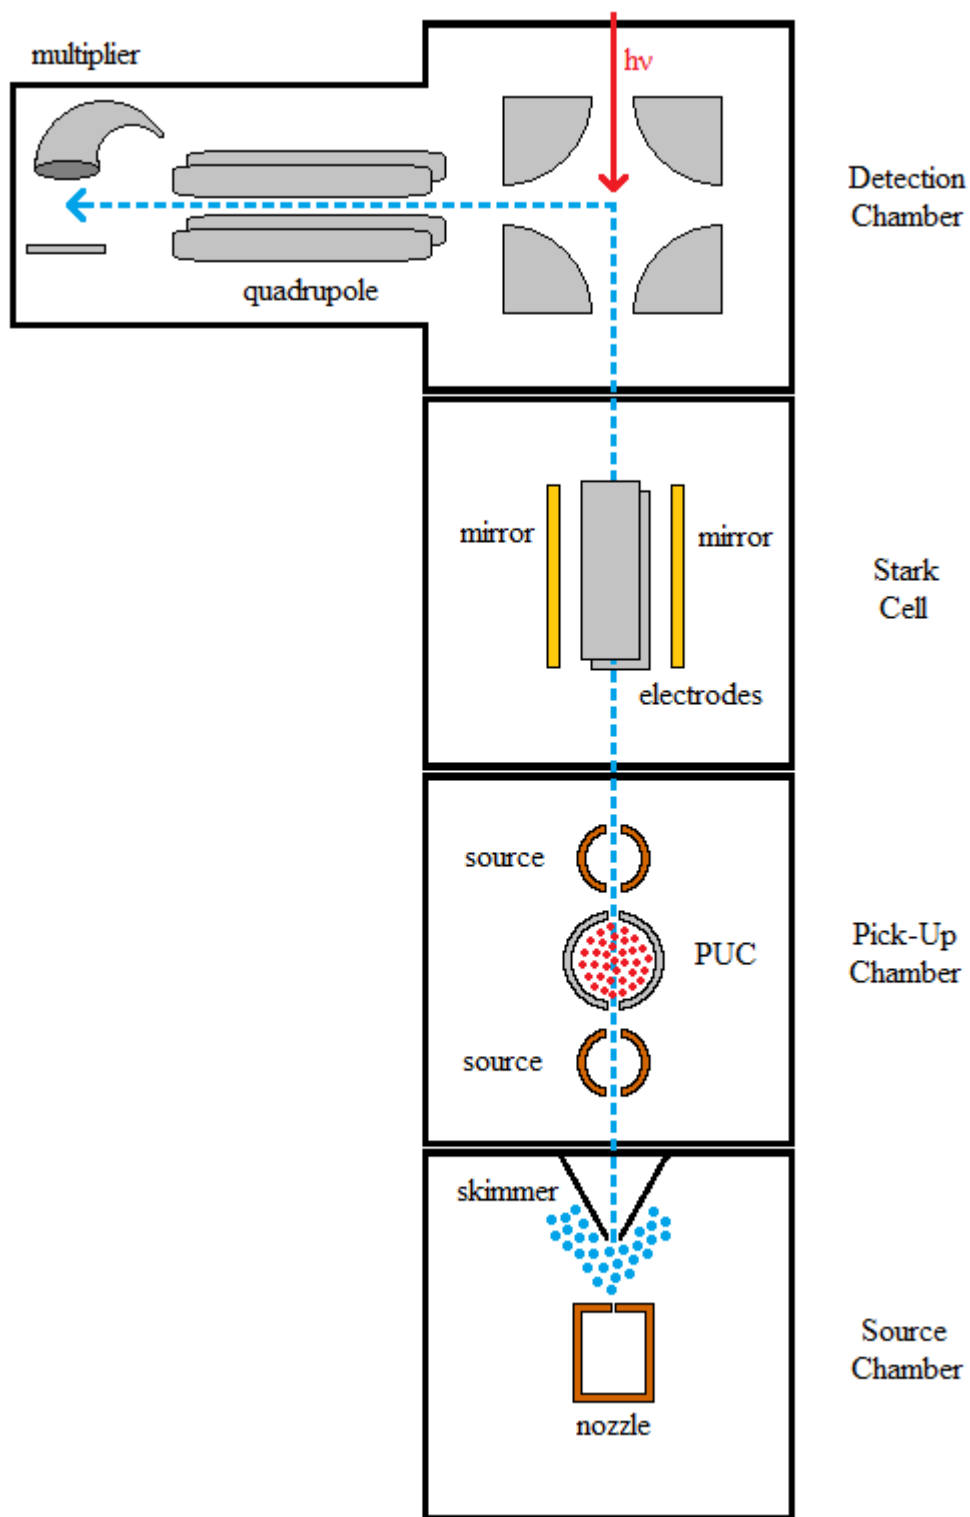 multiplier
hν
Detection
Chamber
quadrupole
mirror
mirror
Stark
Cell
electrodes
source
PUC
Pick-Up
Chamber
source
skimmer
Source
Chamber
nozzle